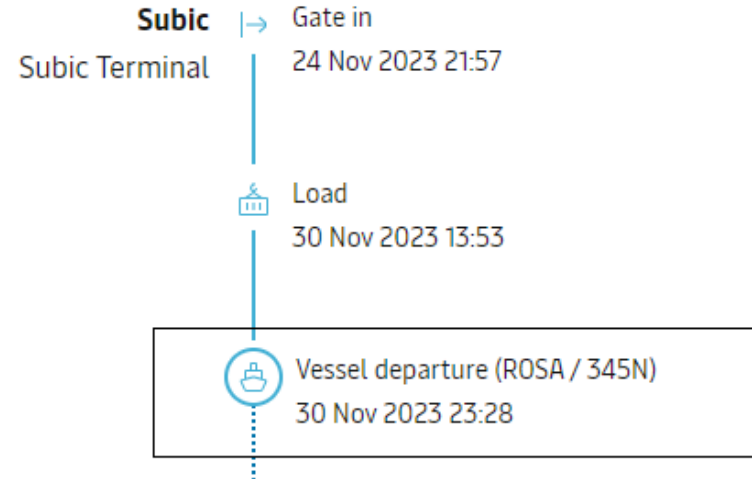 Subic
Subic Terminal
Gate in
24 Nov 2023 21:57
Load
30 Nov 2023 13:53
Vessel departure (ROSA / 345N)
30 Nov 2023 23:28